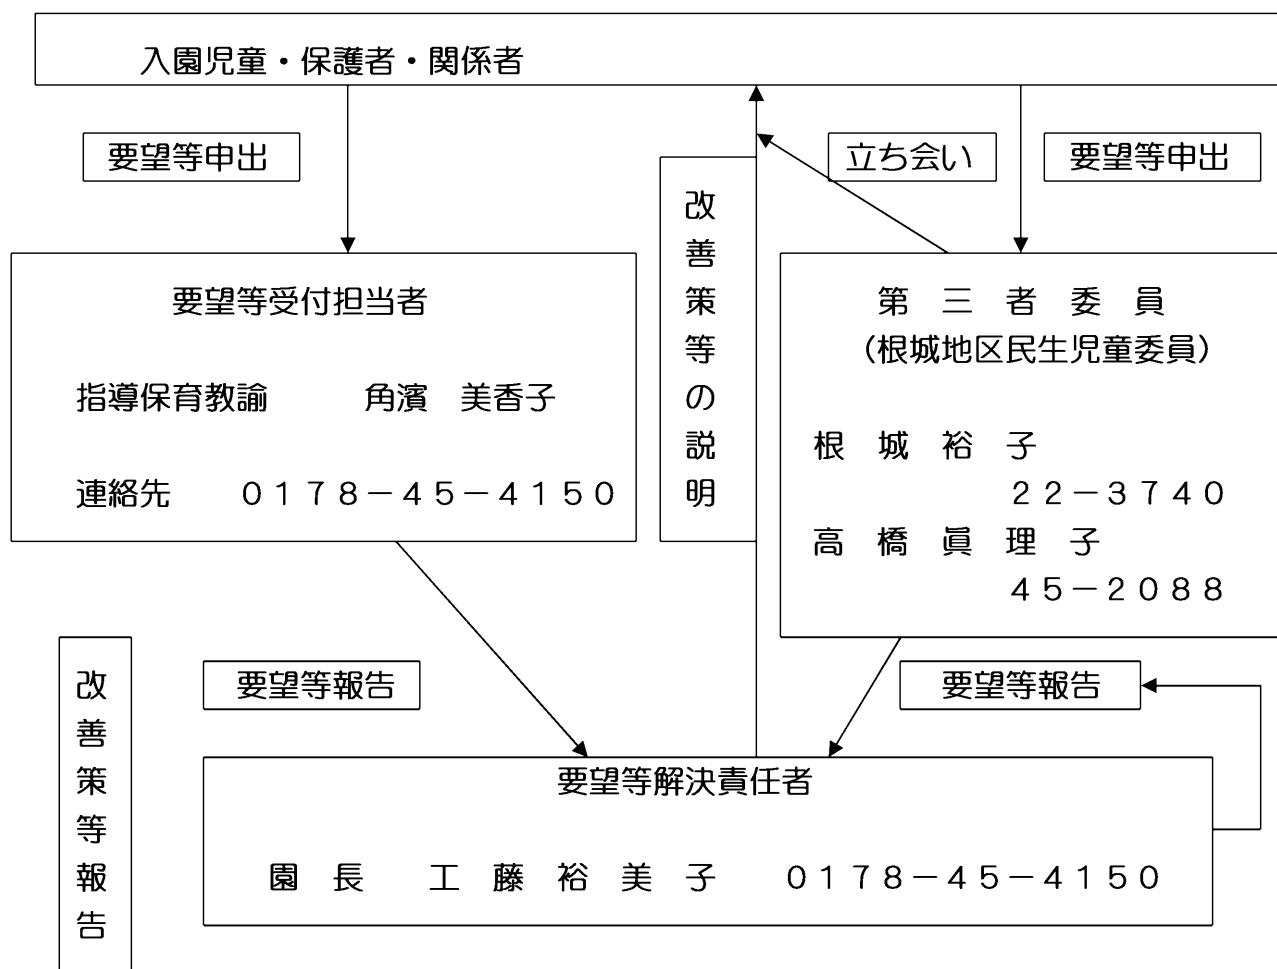 入園児童・保護者・関係者
要望等申出
立ち会い
要望等申出
改善策等の説明
要望等受付担当者
指導保育教諭　　　角濱　美香子
連絡先　　０１７８－４５－４１５０
第　三　者　委　員
（根城地区民生児童委員）
根　城　裕　子
２２－３７４０
高　橋　眞　理　子
４５－２０８８
改善策等報告
要望等報告
要望等報告
要望等解決責任者
園　長　　工　藤　裕　美　子　　０１７８－４５－４１５０